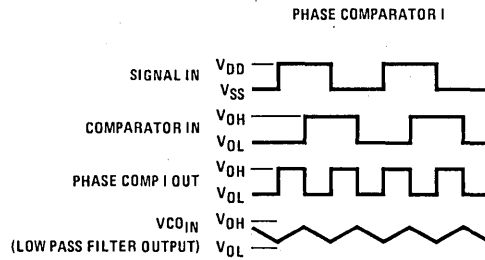 PHASE COMPARATOR I
SIGNAL IN
VDD
VSS
COMPARATOR IN
VOH
VOL
PHASE COMP I OUT
VOH
VOL
VCOIN
(LOW PASS FILTER OUTPUT)
VOH
VOL